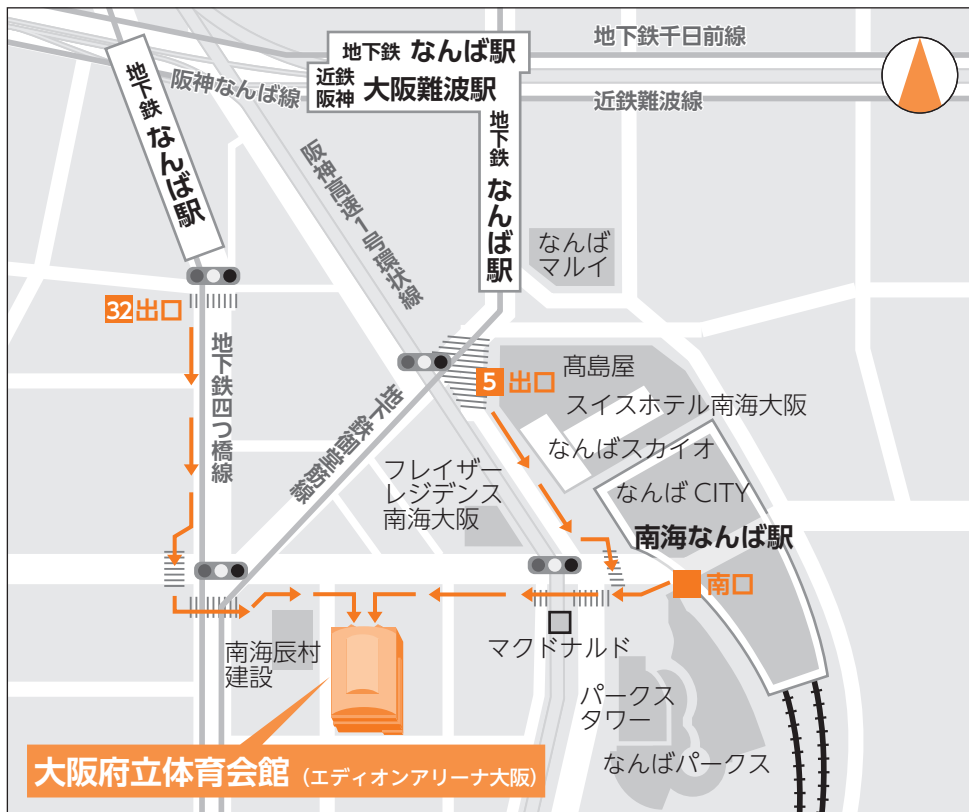 地下鉄千日前線
地下鉄 なんば駅
近鉄
阪神 大阪難波駅
近鉄難波線
阪神なんば線
地下鉄 なんば駅
地下鉄 なんば駅
阪神高速1号環状線
なんば
マルイ
32 出口
地下鉄四つ橋線
地下鉄御堂筋線
5 出口
髙島屋
スイスホテル南海大阪
なんばスカイオ
なんば CITY
フレイザー
レジデンス
南海大阪
南海なんば駅
南口
南海辰村
建設
マクドナルド
パークス
タワー
なんばパークス
大阪府立体育会館 (エディオンアリーナ大阪)